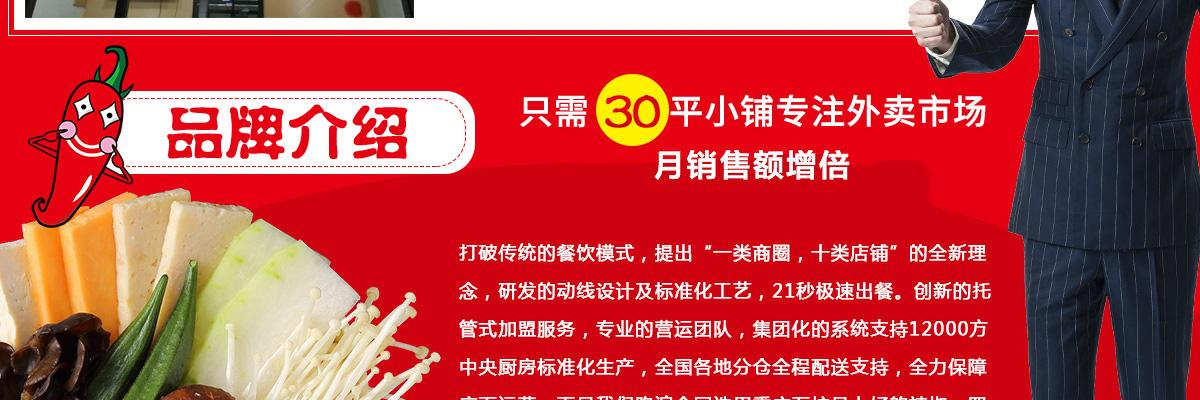 品牌介绍
只需30平小铺专注外卖市场
月销售额增倍
打破传统的餐饮模式，提出“一类商圈，十类店铺”的全新理
念，研发的动线设计及标准化工艺，21秒极速出餐。创新的托
管式加盟服务，专业的营运团队，集团化的系统支持12000方
中央厨房标准化生产，全国各地分仓全程配送支持，全力保障